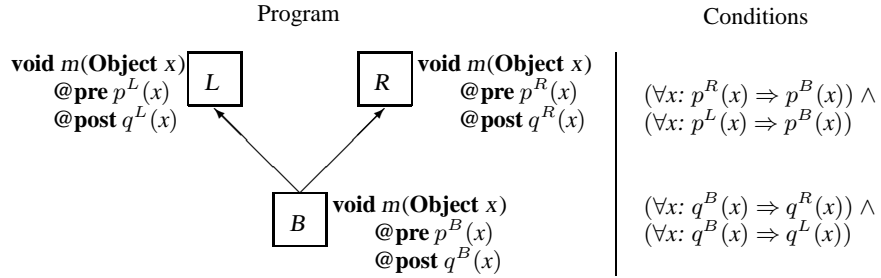 Program
Conditions
void m(Object x)
@pre p^L(x)
@post q^L(x)
L
R
void m(Object x)
@pre p^R(x)
@post q^R(x)
(∀x: p^R(x) ⇒ p^B(x)) ∧
(∀x: p^L(x) ⇒ p^B(x))
B
void m(Object x)
@pre p^B(x)
@post q^B(x)
(∀x: q^B(x) ⇒ q^R(x)) ∧
(∀x: q^B(x) ⇒ q^L(x))